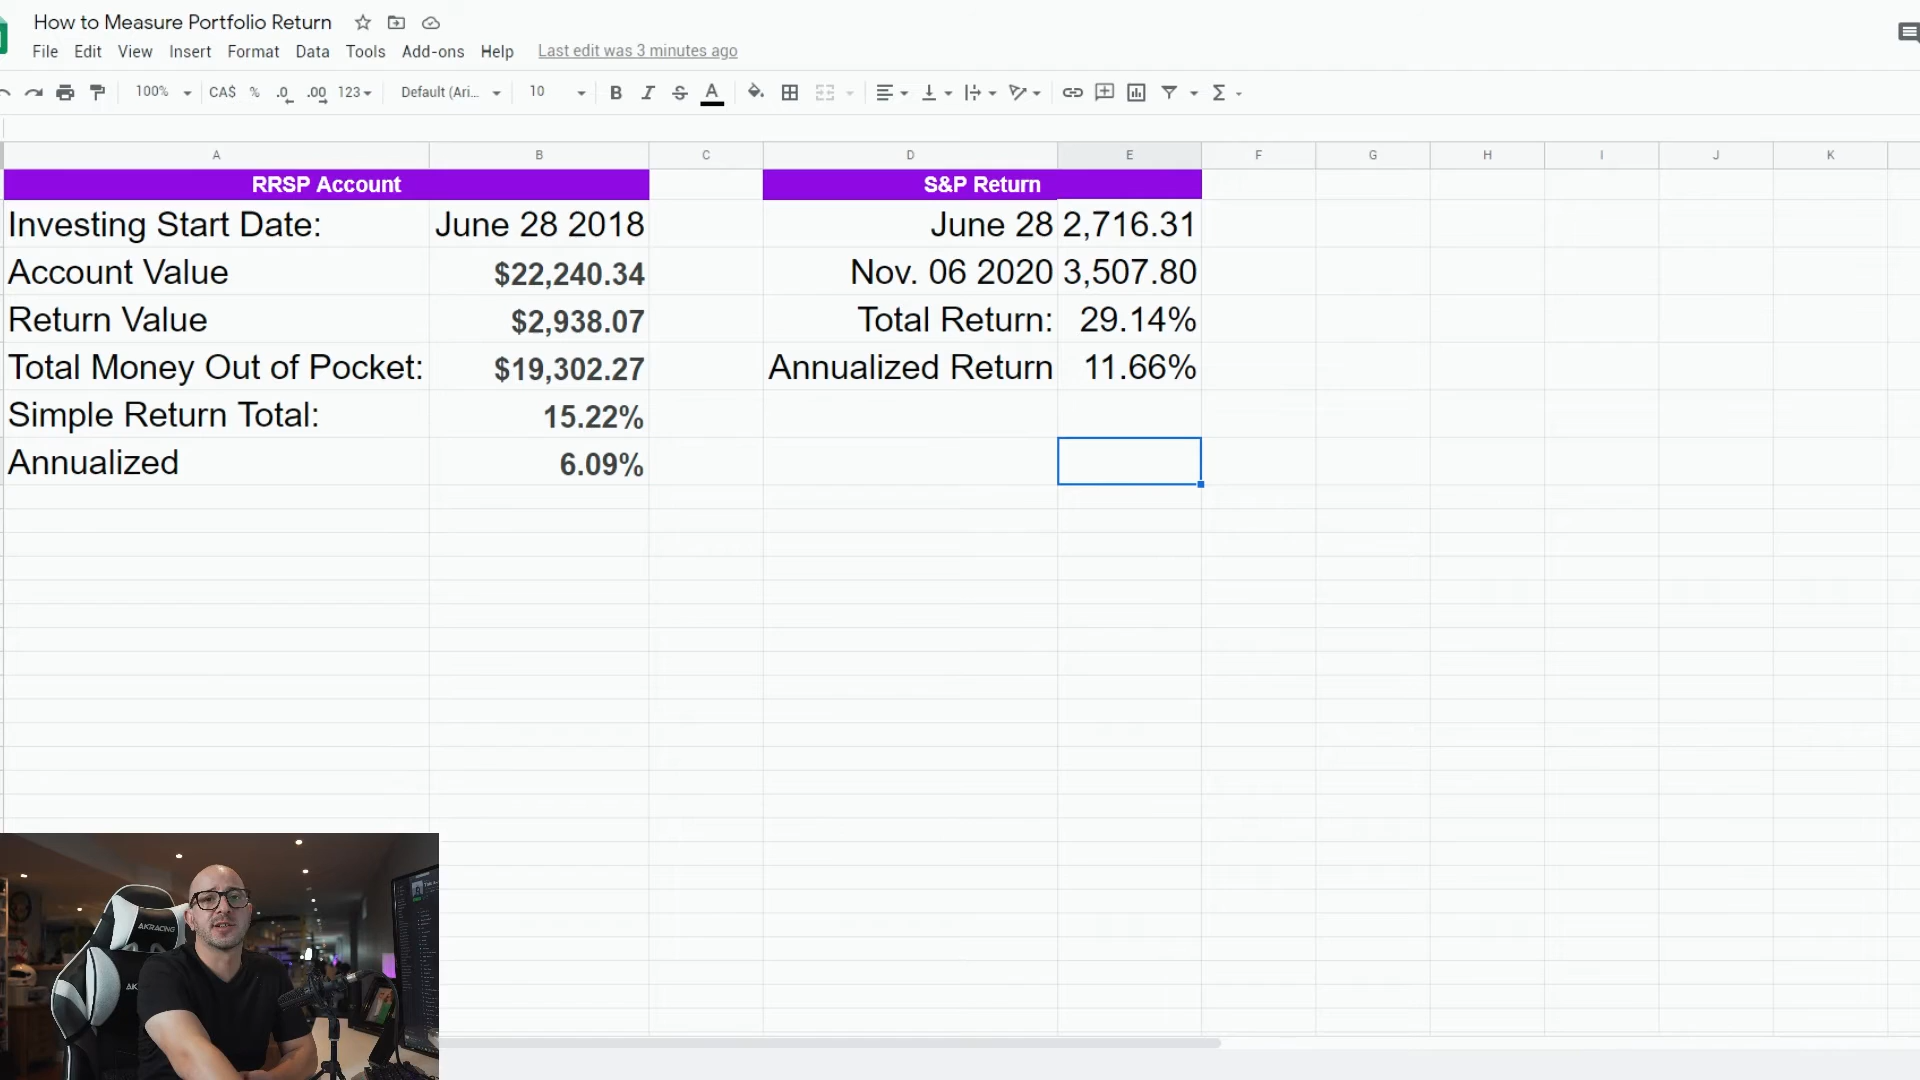 How to Measure Portfolio Return
File Edit View Insert Format Data Tools Add-ons Help Last edit was 3 minutes ago
100% CA$ % .0 .00 123 Default (Ari... 10 B I S A Σ
A B C D E F G H I J K
RRSP Account S&P Return
Investing Start Date: June 28 2018 June 28 2,716.31
Account Value $22,240.34 Nov. 06 2020 3,507.80
Return Value $2,938.07 Total Return: 29.14%
Total Money Out of Pocket: $19,302.27 Annualized Return 11.66%
Simple Return Total: 15.22%
Annualized 6.09%
AKRACING
AK